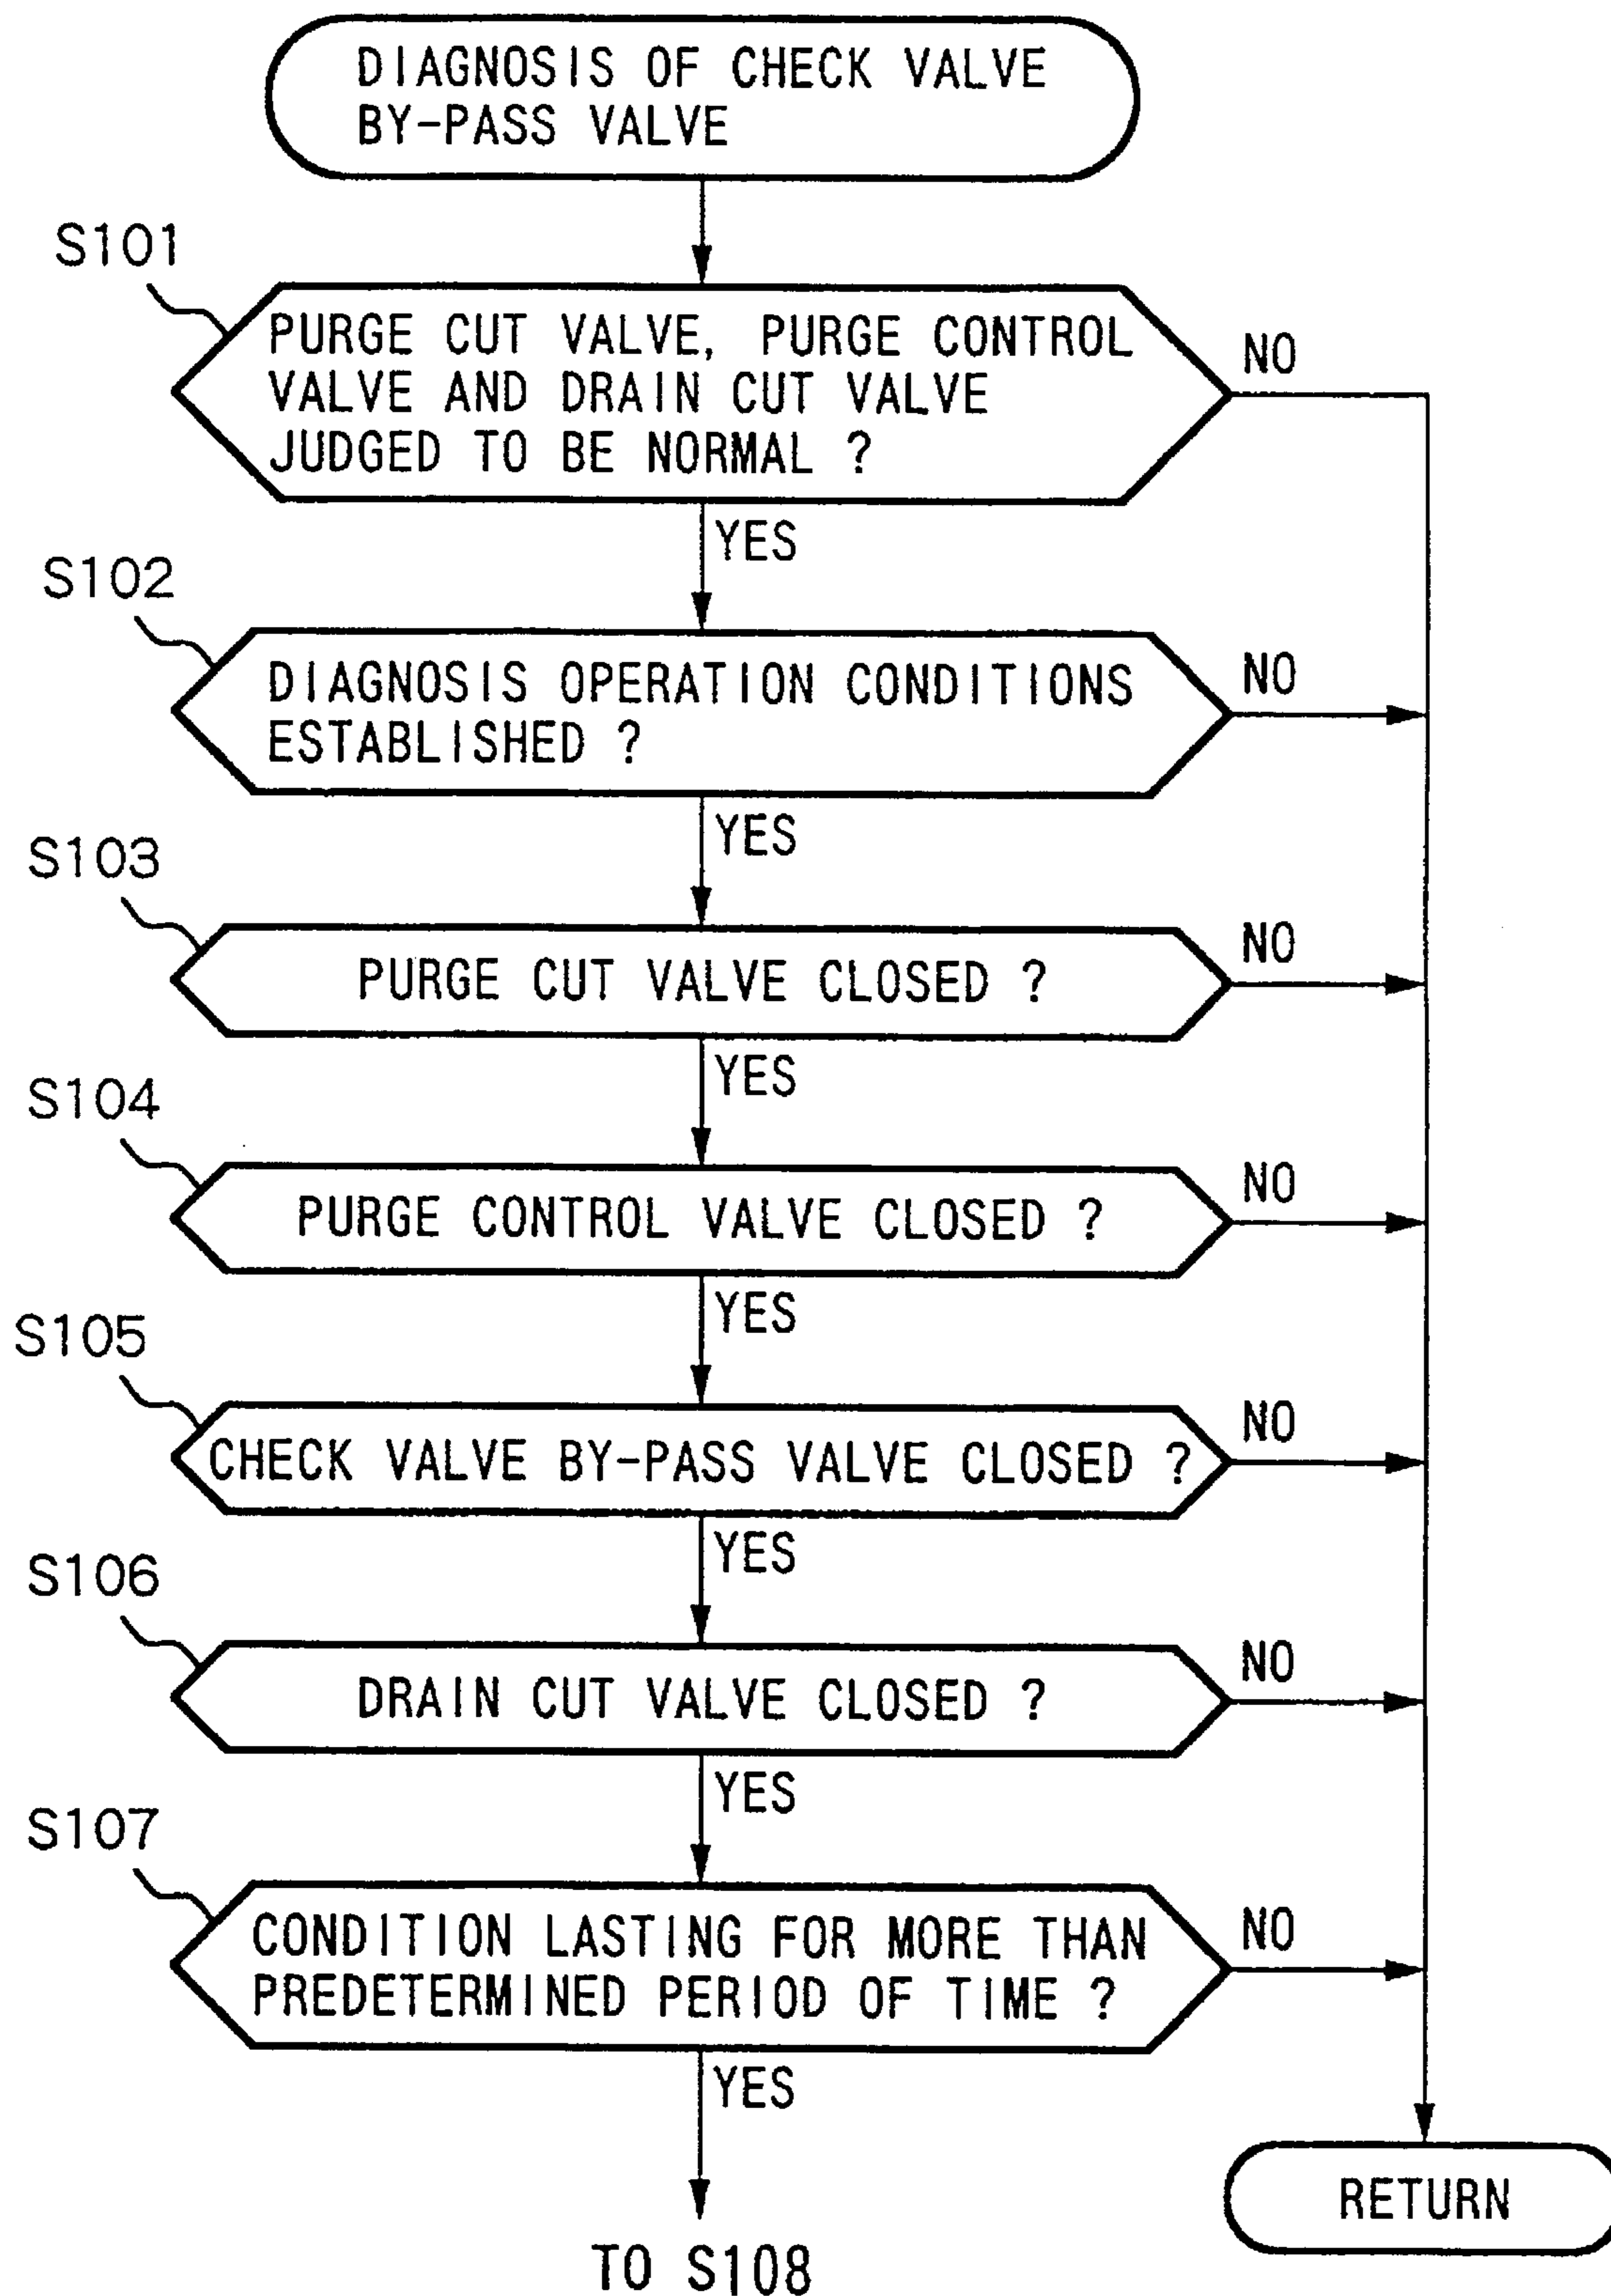 DIAGNOSIS OF CHECK VALVE
BY-PASS VALVE
S101
PURGE CUT VALVE, PURGE CONTROL
VALVE AND DRAIN CUT VALVE
JUDGED TO BE NORMAL ?
NO
YES
S102
DIAGNOSIS OPERATION CONDITIONS
ESTABLISHED ?
NO
YES
S103
PURGE CUT VALVE CLOSED ?
NO
YES
S104
PURGE CONTROL VALVE CLOSED ?
NO
YES
S105
CHECK VALVE BY-PASS VALVE CLOSED ?
NO
YES
S106
DRAIN CUT VALVE CLOSED ?
NO
YES
S107
CONDITION LASTING FOR MORE THAN
PREDETERMINED PERIOD OF TIME ?
NO
YES
RETURN
TO S108